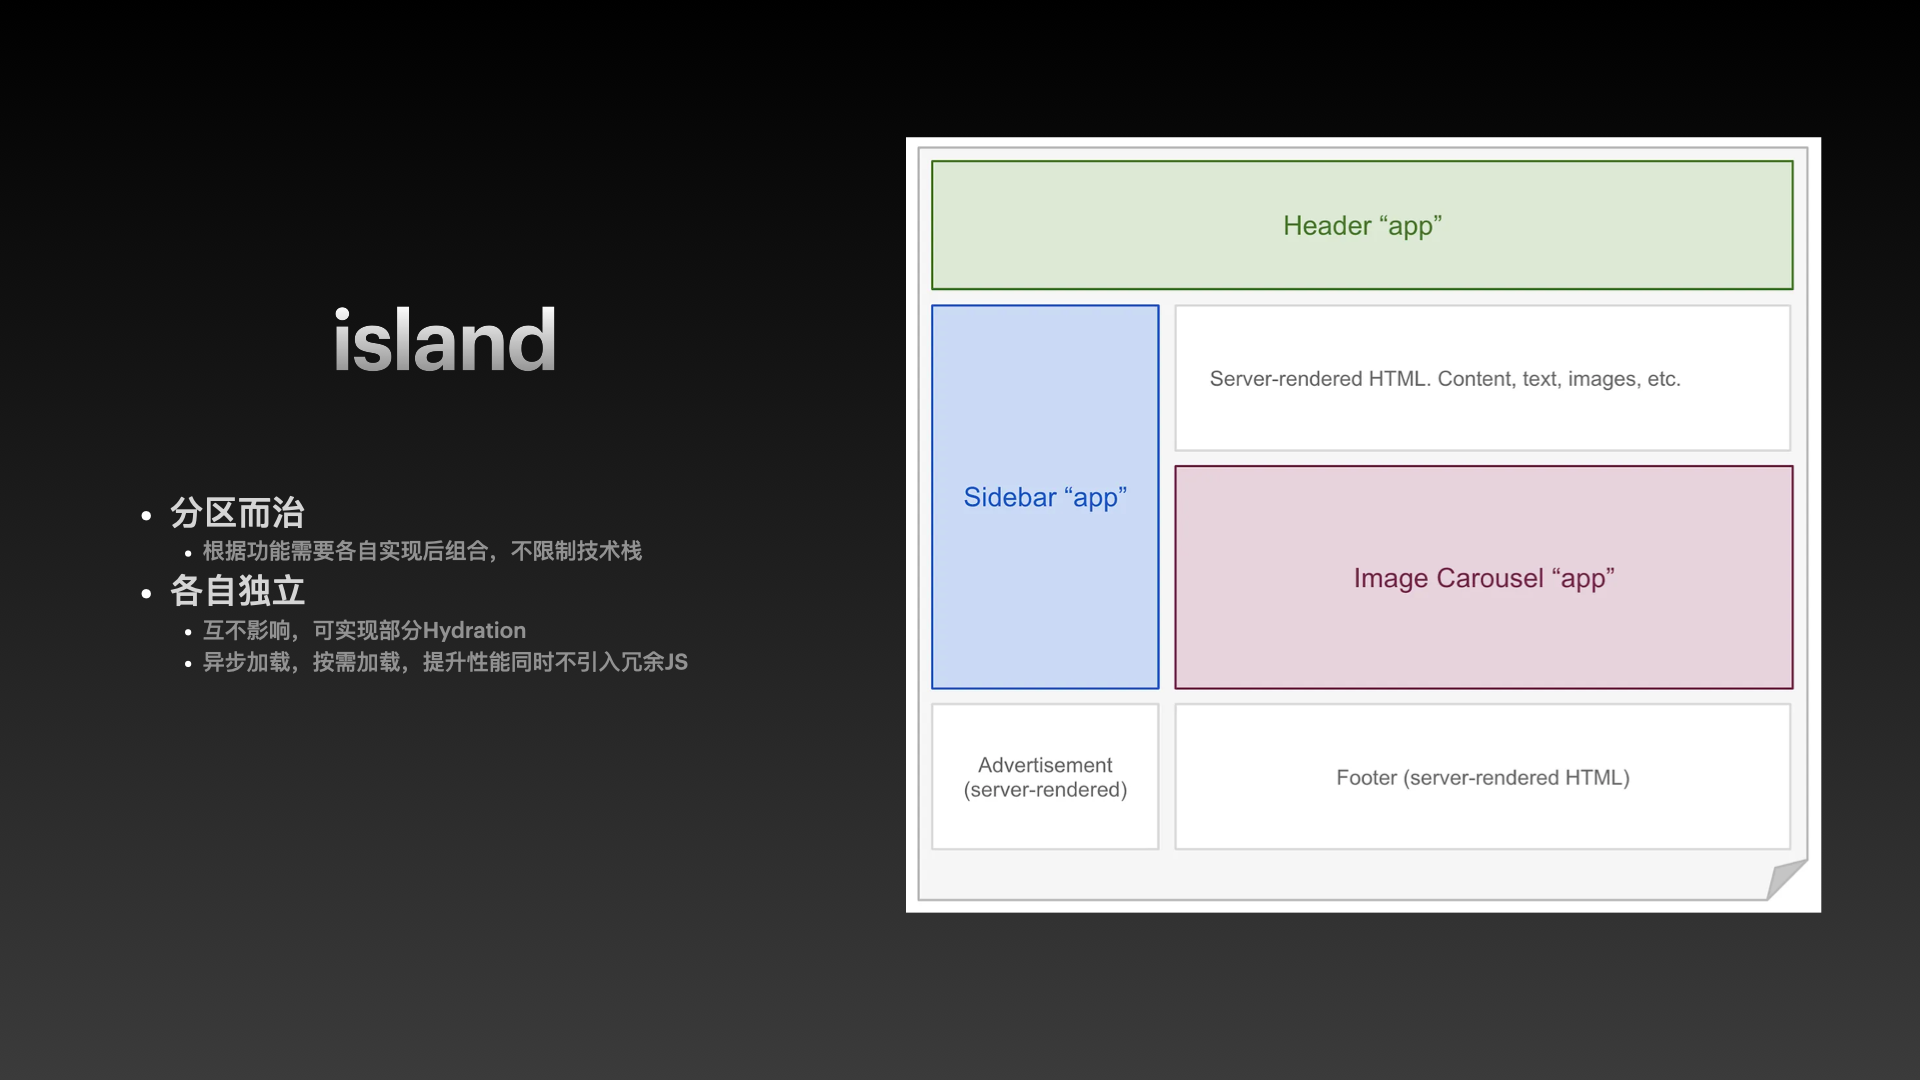 island
分区而治
根据功能需要各自实现后组合，不限制技术栈
各自独立
互不影响，可实现部分Hydration
异步加载，按需加载，提升性能同时不引入冗余JS
Header “app”
Sidebar “app”
Server-rendered HTML. Content, text, images, etc.
Image Carousel “app”
Advertisement
(server-rendered)
Footer (server-rendered HTML)